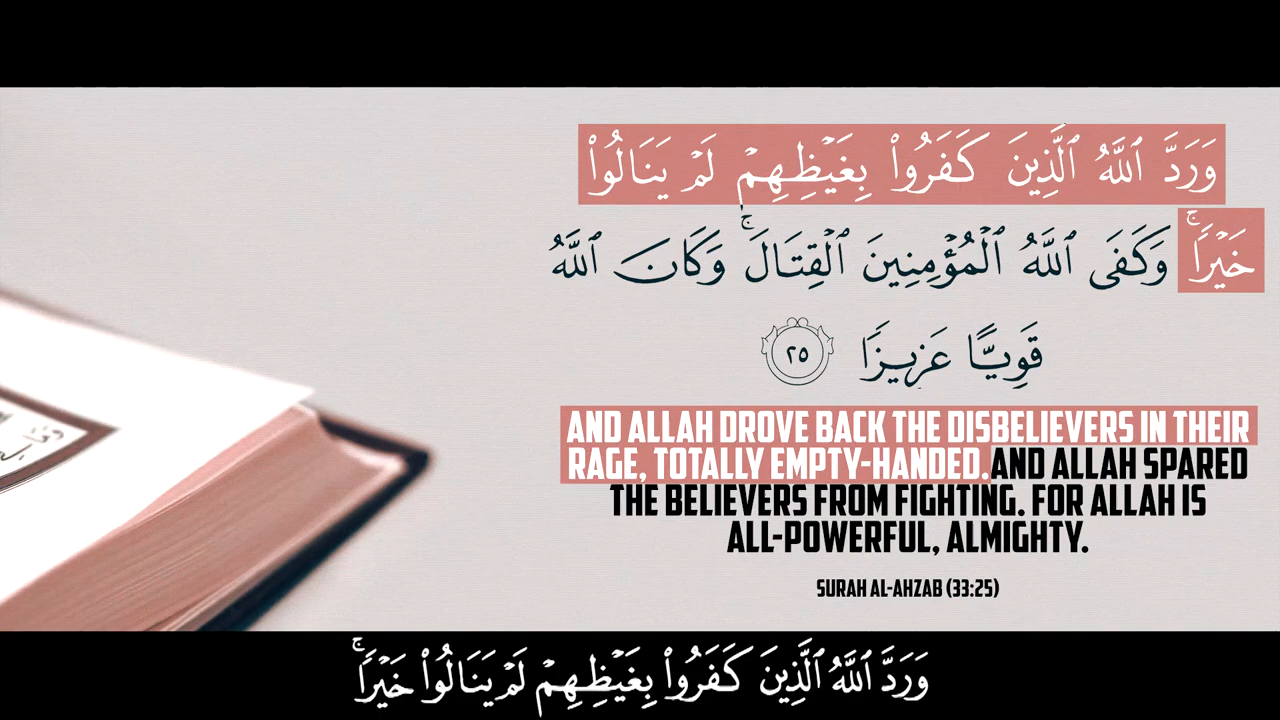 وَرَدَّ ٱللَّهُ ٱلَّذِينَ كَفَرُوا۟ بِغَيْظِهِمْ لَمْ يَنَالُوا۟
خَيْرًۭا ۚ وَكَفَى ٱللَّهُ ٱلْمُؤْمِنِينَ ٱلْقِتَالَ ۚ وَكَانَ ٱللَّهُ
قَوِيًّا عَزِيزًۭا ٢٥
AND ALLAH DROVE BACK THE DISBELIEVERS IN THEIR
RAGE, TOTALLY EMPTY-HANDED. AND ALLAH SPARED
THE BELIEVERS FROM FIGHTING. FOR ALLAH IS
ALL-POWERFUL, ALMIGHTY.
SURAH AL-AHZAB (33:25)
وَرَدَّ ٱللَّهُ ٱلَّذِينَ كَفَرُوا۟ بِغَيْظِهِمْ لَمْ يَنَالُوا۟ خَيْرًۭا ۚ